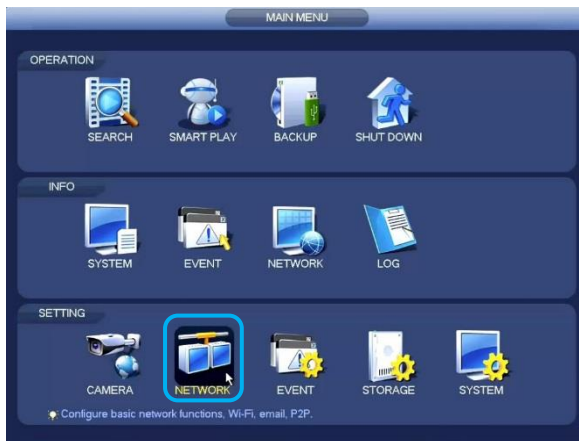 MAIN MENU
OPERATION
SEARCH SMART PLAY BACKUP SHUT DOWN
INFO
SYSTEM EVENT NETWORK LOG
SETTING
CAMERA NETWORK EVENT STORAGE SYSTEM
Configure basic network functions, Wi-Fi, email, P2P.